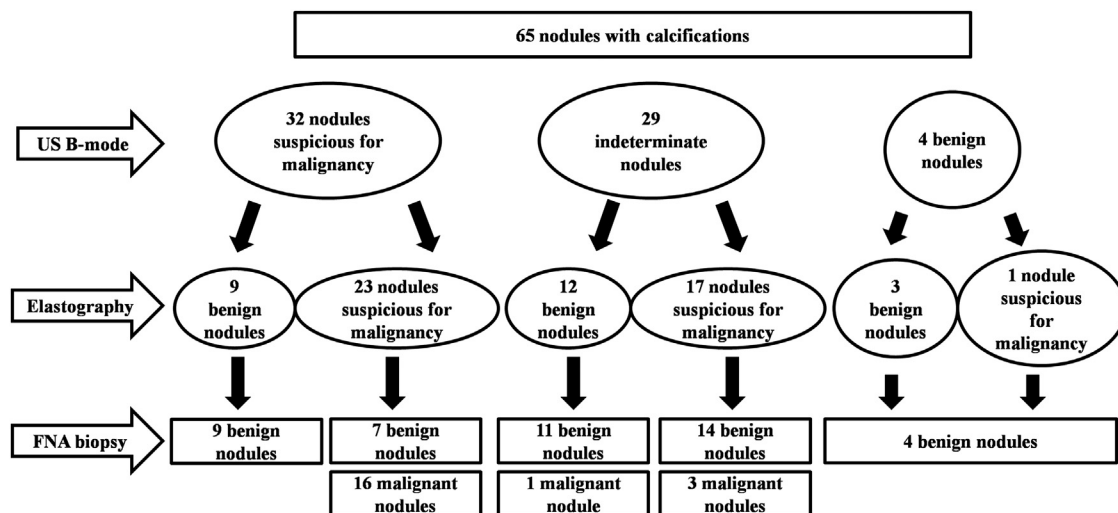 65 nodules with calcifications
US B-mode
32 nodules
suspicious for
malignancy
29
indeterminate
nodules
4 benign
nodules
Elastography
9
benign
nodules
23 nodules
suspicious for
malignancy
12
benign
nodules
17 nodules
suspicious for
malignancy
3
benign
nodules
1 nodule
suspicious
for
malignancy
FNA biopsy
9 benign
nodules
7 benign
nodules
11 benign
nodules
14 benign
nodules
4 benign nodules
16 malignant
nodules
1 malignant
nodule
3 malignant
nodules